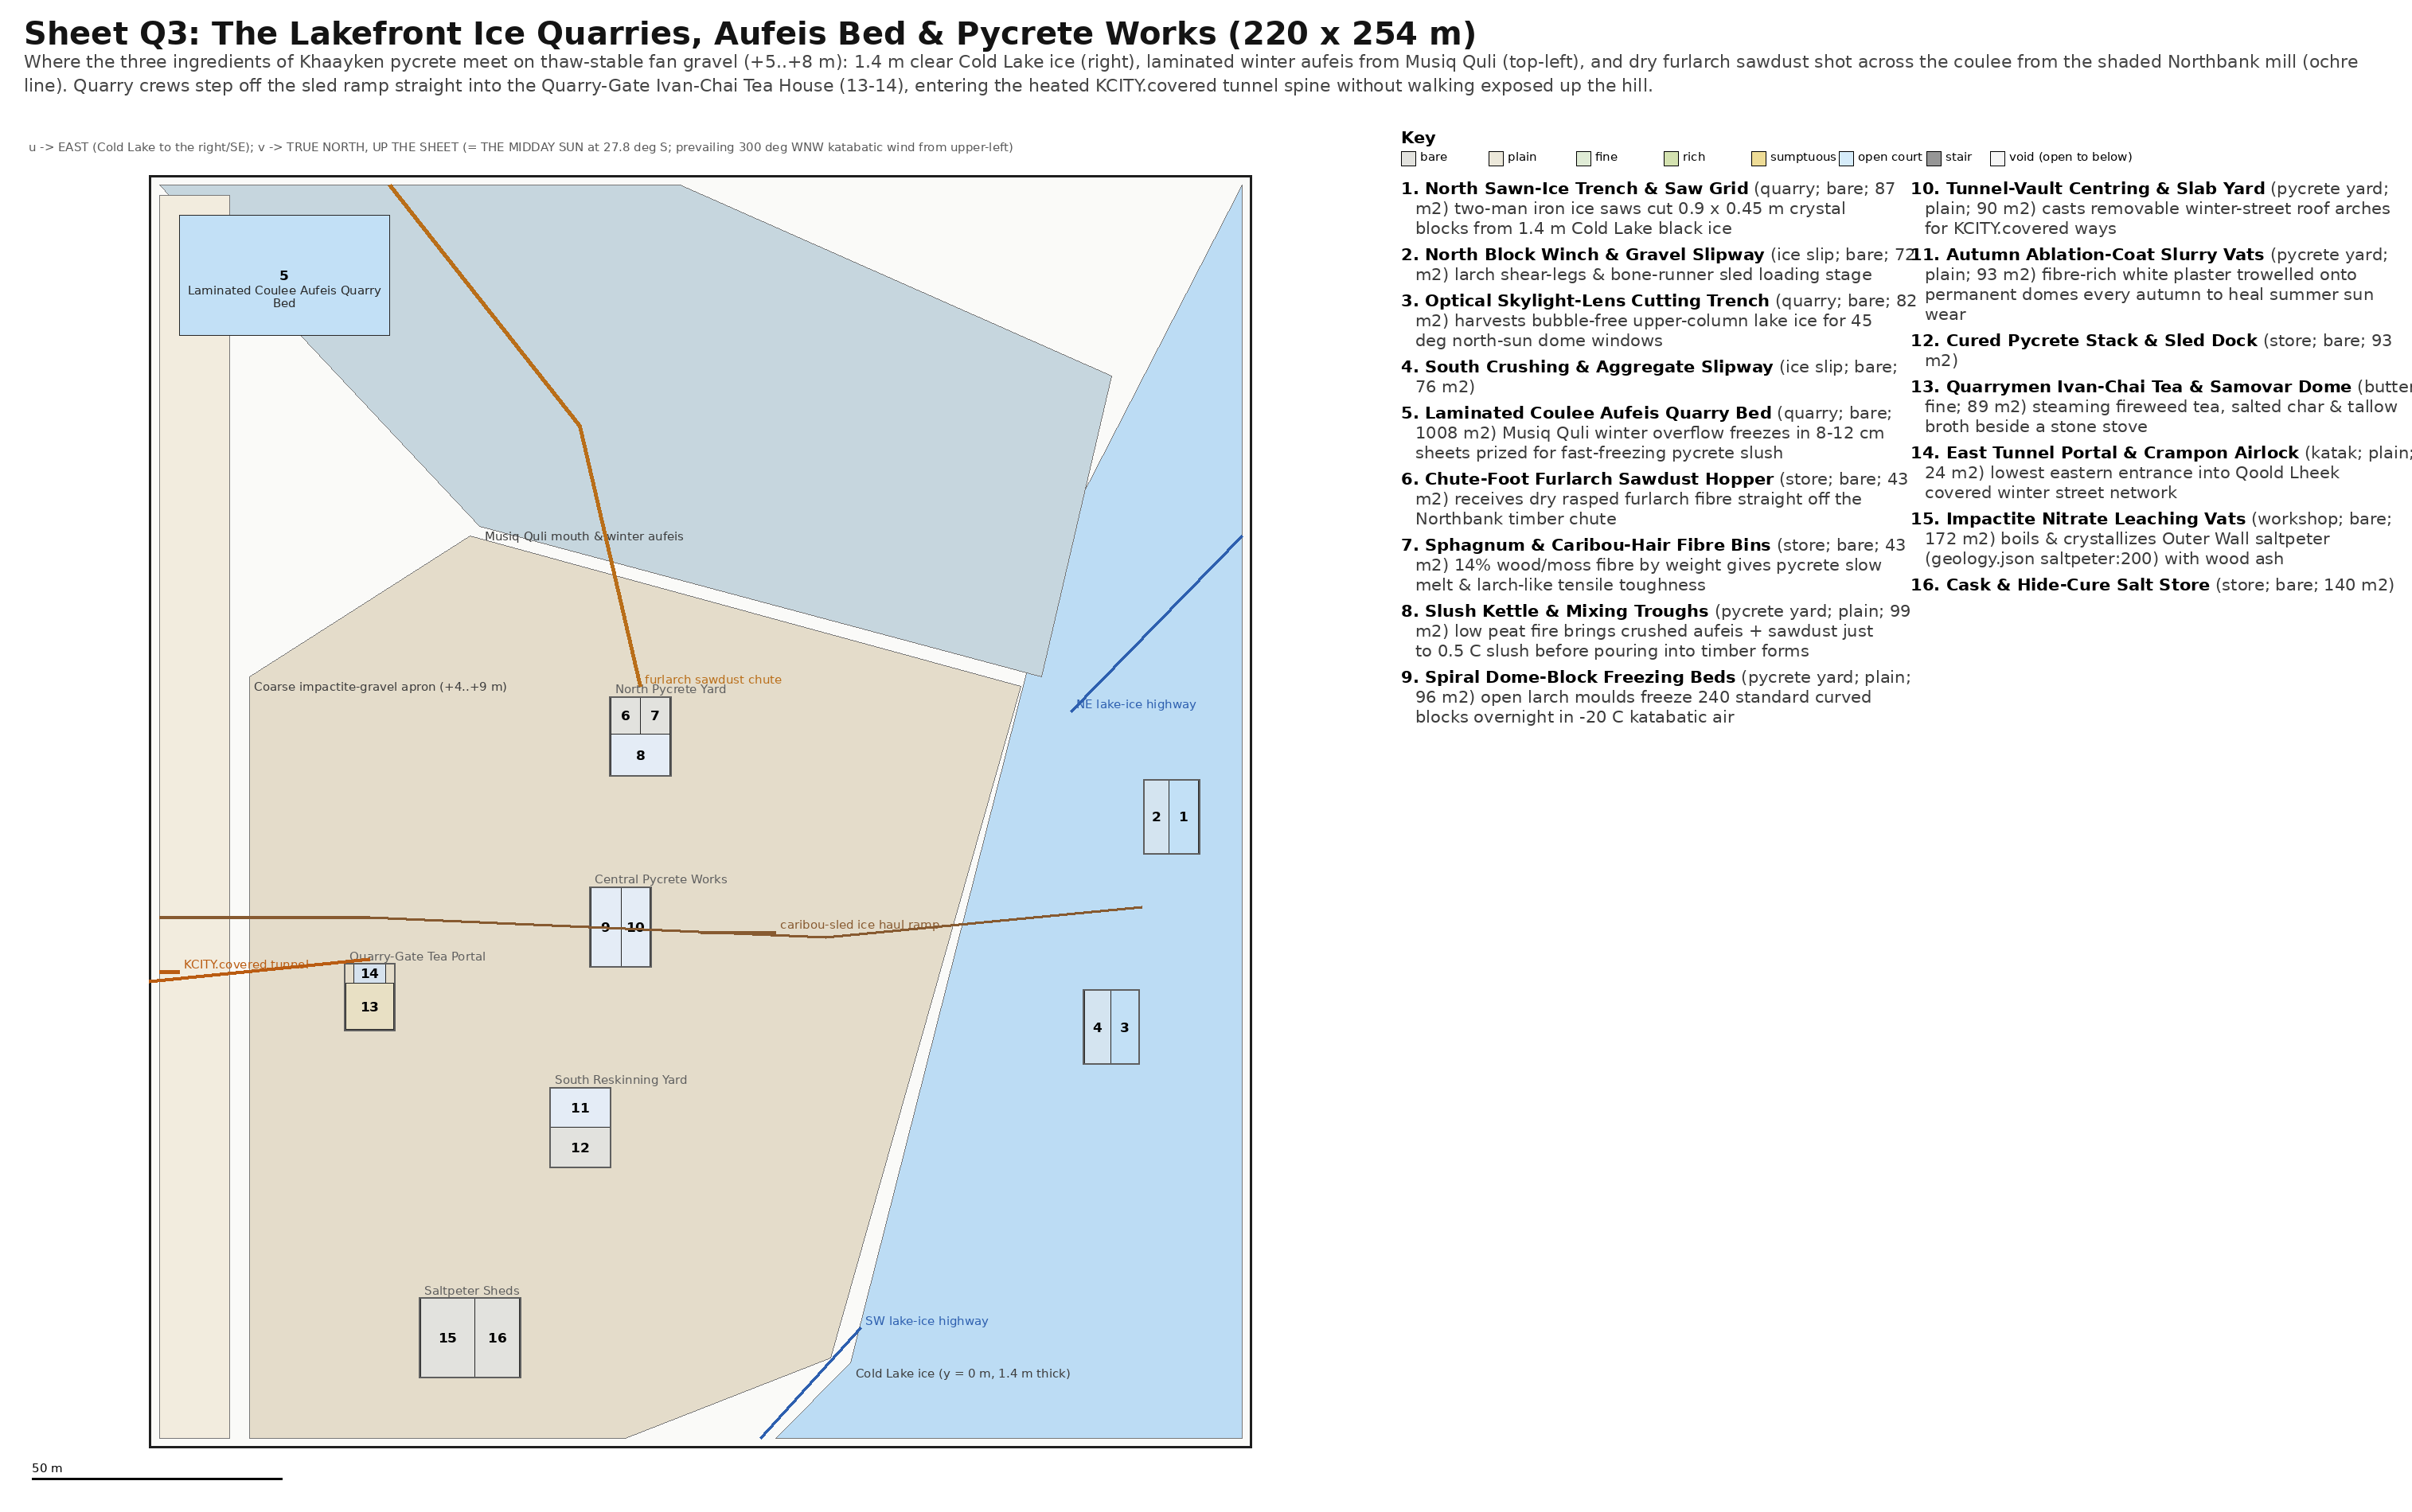 Sheet Q3: The Lakefront Ice Quarries, Aufeis Bed & Pycrete Works (220 x 254 m)
Where the three ingredients of Khaayken pycrete meet on thaw-stable fan gravel (+5..+8 m): 1.4 m clear Cold Lake ice (right), laminated winter aufeis from Musiq Quli (top-left), and dry furlarch sawdust shot across the coulee from the shaded Northbank mill (ochre
line). Quarry crews step off the sled ramp straight into the Quarry-Gate Ivan-Chai Tea House (13-14), entering the heated KCITY.covered tunnel spine without walking exposed up the hill.
u -> EAST (Cold Lake to the right/SE); v -> TRUE NORTH, UP THE SHEET (= THE MIDDAY SUN at 27.8 deg S; prevailing 300 deg WNW katabatic wind from upper-left)
5
Laminated Coulee Aufeis Quarry
Bed
Musiq Quli mouth & winter aufeis
furlarch sawdust chute
Coarse impactite-gravel apron (+4..+9 m)
North Pycrete Yard
6
7
8
NE lake-ice highway
2
1
Central Pycrete Works
9
10
caribou-sled ice haul ramp
KCITY.covered tunnel
Quarry-Gate Tea Portal
14
13
4
3
South Reskinning Yard
11
12
Saltpeter Sheds
15
16
SW lake-ice highway
Cold Lake ice (y = 0 m, 1.4 m thick)
50 m
Key
bare
plain
fine
rich
sumptuous
open court
stair
void (open to below)
1. North Sawn-Ice Trench & Saw Grid (quarry; bare; 87
m2) two-man iron ice saws cut 0.9 x 0.45 m crystal
blocks from 1.4 m Cold Lake black ice
2. North Block Winch & Gravel Slipway (ice slip; bare; 72
m2) larch shear-legs & bone-runner sled loading stage
3. Optical Skylight-Lens Cutting Trench (quarry; bare; 82
m2) harvests bubble-free upper-column lake ice for 45
deg north-sun dome windows
4. South Crushing & Aggregate Slipway (ice slip; bare;
76 m2)
5. Laminated Coulee Aufeis Quarry Bed (quarry; bare;
1008 m2) Musiq Quli winter overflow freezes in 8-12 cm
sheets prized for fast-freezing pycrete slush
6. Chute-Foot Furlarch Sawdust Hopper (store; bare; 43
m2) receives dry rasped furlarch fibre straight off the
Northbank timber chute
7. Sphagnum & Caribou-Hair Fibre Bins (store; bare; 43
m2) 14% wood/moss fibre by weight gives pycrete slow
melt & larch-like tensile toughness
8. Slush Kettle & Mixing Troughs (pycrete yard; plain; 99
m2) low peat fire brings crushed aufeis + sawdust just
to 0.5 C slush before pouring into timber forms
9. Spiral Dome-Block Freezing Beds (pycrete yard; plain;
96 m2) open larch moulds freeze 240 standard curved
blocks overnight in -20 C katabatic air
10. Tunnel-Vault Centring & Slab Yard (pycrete yard;
plain; 90 m2) casts removable winter-street roof arches
for KCITY.covered ways
11. Autumn Ablation-Coat Slurry Vats (pycrete yard;
plain; 93 m2) fibre-rich white plaster trowelled onto
permanent domes every autumn to heal summer sun
wear
12. Cured Pycrete Stack & Sled Dock (store; bare; 93
m2)
13. Quarrymen Ivan-Chai Tea & Samovar Dome (butter
fine; 89 m2) steaming fireweed tea, salted char & tallow
broth beside a stone stove
14. East Tunnel Portal & Crampon Airlock (katak; plain;
24 m2) lowest eastern entrance into Qoold Lheek
covered winter street network
15. Impactite Nitrate Leaching Vats (workshop; bare;
172 m2) boils & crystallizes Outer Wall saltpeter
(geology.json saltpeter:200) with wood ash
16. Cask & Hide-Cure Salt Store (store; bare; 140 m2)